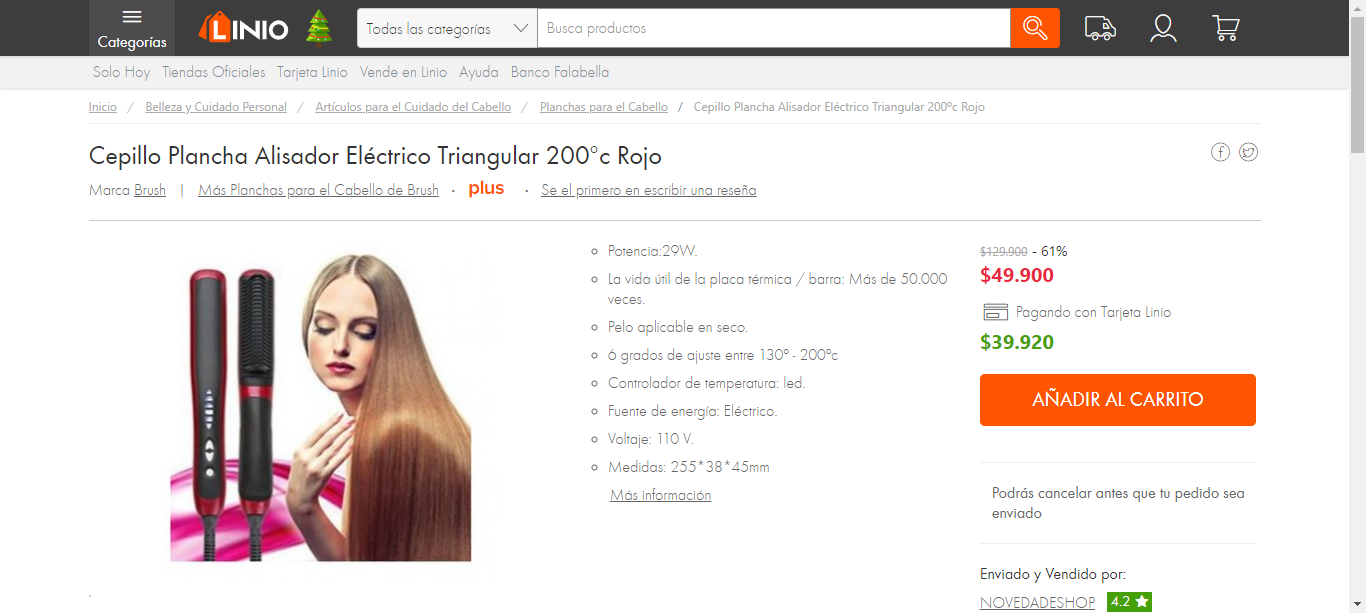 Categorías
LINIO
Todas las categorías
Busca productos
Solo Hoy Tiendas Oficiales Tarjeta Linio Vende en Linio Ayuda Banco Falabella
Inicio / Belleza y Cuidado Personal / Artículos para el Cuidado del Cabello / Planchas para el Cabello / Cepillo Plancha Alisador Eléctrico Triangular 200ºc Rojo
Cepillo Plancha Alisador Eléctrico Triangular 200ºc Rojo
Marca Brush | Más Planchas para el Cabello de Brush · plus · Se el primero en escribir una reseña
Potencia:29W.
La vida útil de la placa térmica / barra: Más de 50.000
veces.
Pelo aplicable en seco.
6 grados de ajuste entre 130º - 200ºc
Controlador de temperatura: led.
Fuente de energía: Eléctrico.
Voltaje: 110 V.
Medidas: 255*38*45mm
Más información
$129.900 - 61%
$49.900
Pagando con Tarjeta Linio
$39.920
AÑADIR AL CARRITO
Podrás cancelar antes que tu pedido sea
enviado
Enviado y Vendido por:
NOVEDADESHOP 4.2 ★